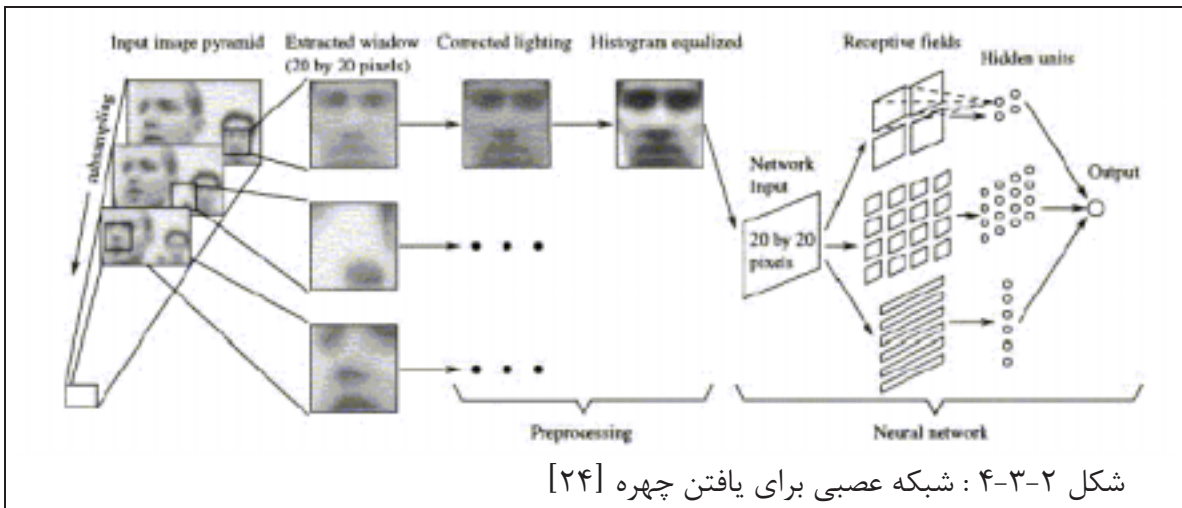 Input image pyramid
Extracted window
(20 by 20 pixels)
Corrected lighting
Histogram equalized
Receptive fields
Hidden units
subsampling
Network
Input
20 by 20
pixels
Output
Preprocessing
Neural network
شکل ۲-۳-۴ : شبکه عصبی برای یافتن چهره [۲۴]